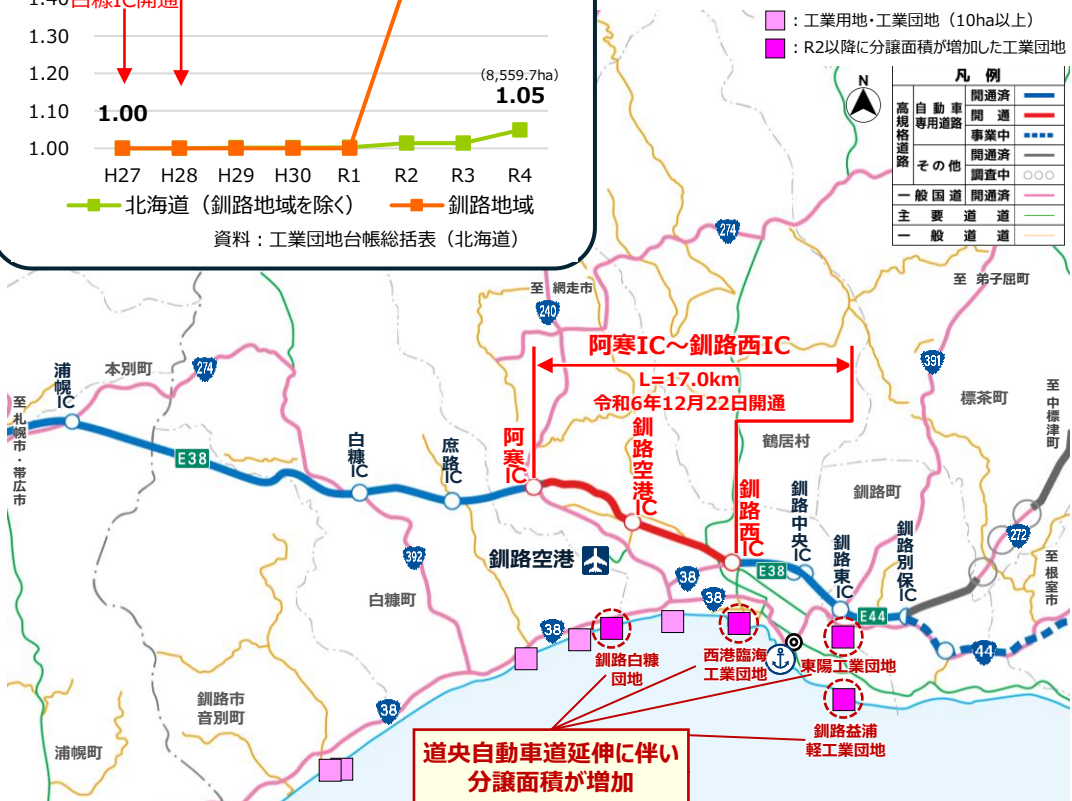 1.40
白糠IC開通
1.30
1.20
1.10
1.00
1.00
(8,559.7ha)
1.05
H27 H28 H29 H30 R1 R2 R3 R4
北海道（釧路地域を除く） 釧路地域
資料：工業団地台帳総括表（北海道）
：工業用地・工業団地（10ha以上）
：R2以降に分譲面積が増加した工業団地
N
凡 例
高規格道路
自動車専用道路
開通済
開 通
事業中
その他
開通済
調査中
一般国道 開通済
主 要 道 道
一 般 道 道
274
至 弟子屈町
至 網走市
240
阿寒IC～釧路西IC
L=17.0km
令和6年12月22日開通
391
本別町
274
浦幌IC
至 札幌市・帯広市
標茶町
至 中標津町
鶴居村
阿寒IC
釧路空港IC
白糠IC
庶路IC
E38
釧路西IC
釧路中央IC
釧路町
釧路東IC
釧路別保IC
272
釧路空港
392
E38
38
38
至 根室市
白糠町
E44
44
38
釧路白糠
団地
西港臨海
工業団地
東陽工業団地
釧路市
音別町
38
釧路益浦
軽工業団地
浦幌町
道央自動車道延伸に伴い
分譲面積が増加